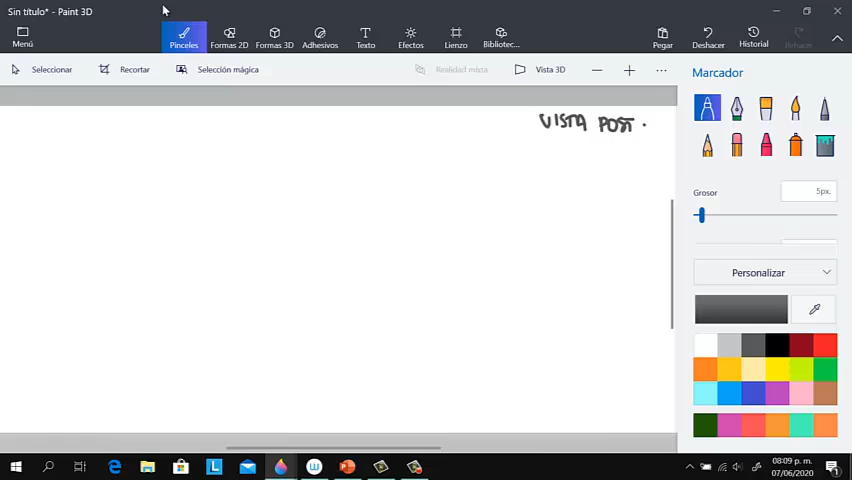 Sin título* - Paint 3D
Menú
Pinceles
Formas 2D
Formas 3D
Adhesivos
Texto
Efectos
Lienzo
Bibliotec...
Pegar
Deshacer
Historial
Rehacer
Seleccionar
Recortar
Selección mágica
Realidad mixta
Vista 3D
Marcador
VISTA POST .
Grosor
5px.
Personalizar
08:09 p. m.
07/06/2020